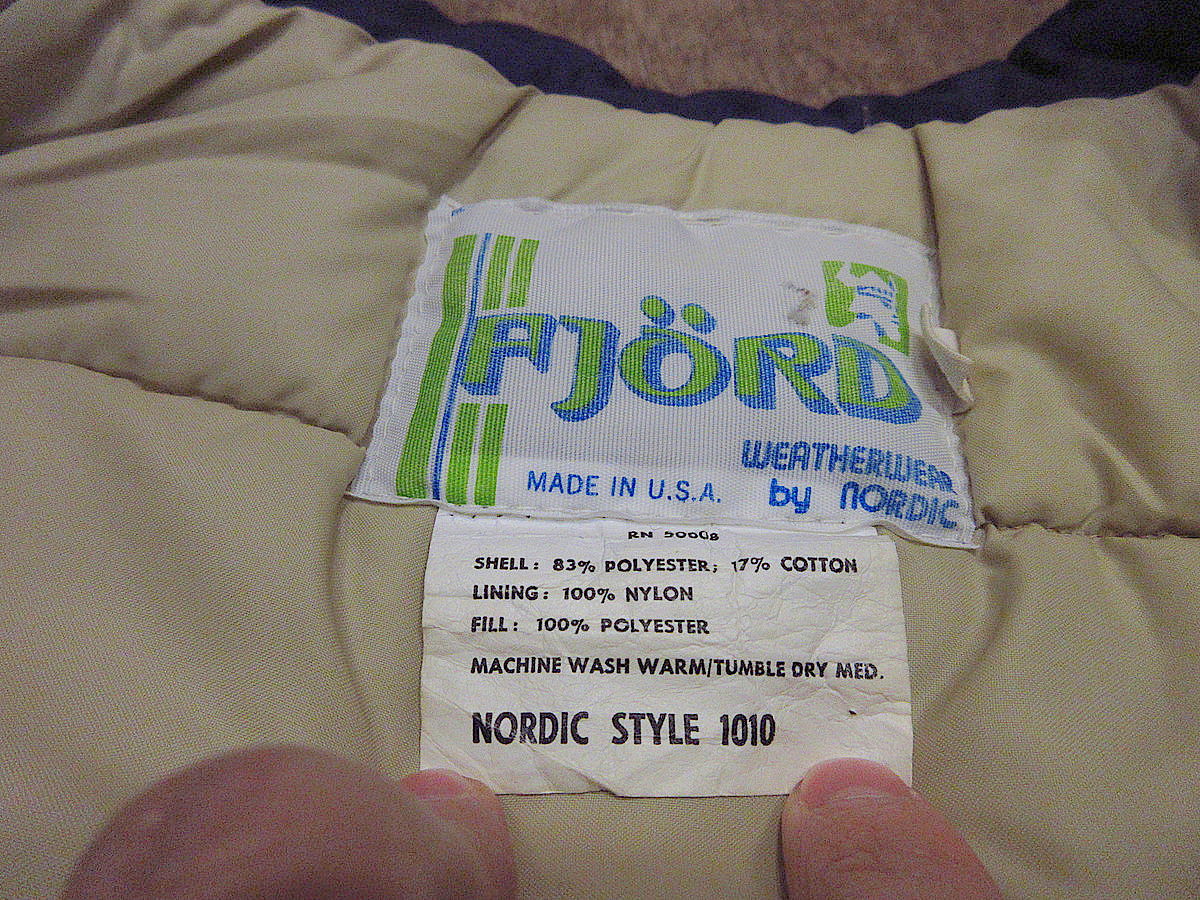 FJÖRD
WEATHERWEAR
by NORDIC
MADE IN U.S.A.
RN
SHELL: 83% POLYESTER; 17% COTTON
LINING: 100% NYLON
FILL: 100% POLYESTER
MACHINE WASH WARM/TUMBLE DRY MED.
NORDIC STYLE 1010